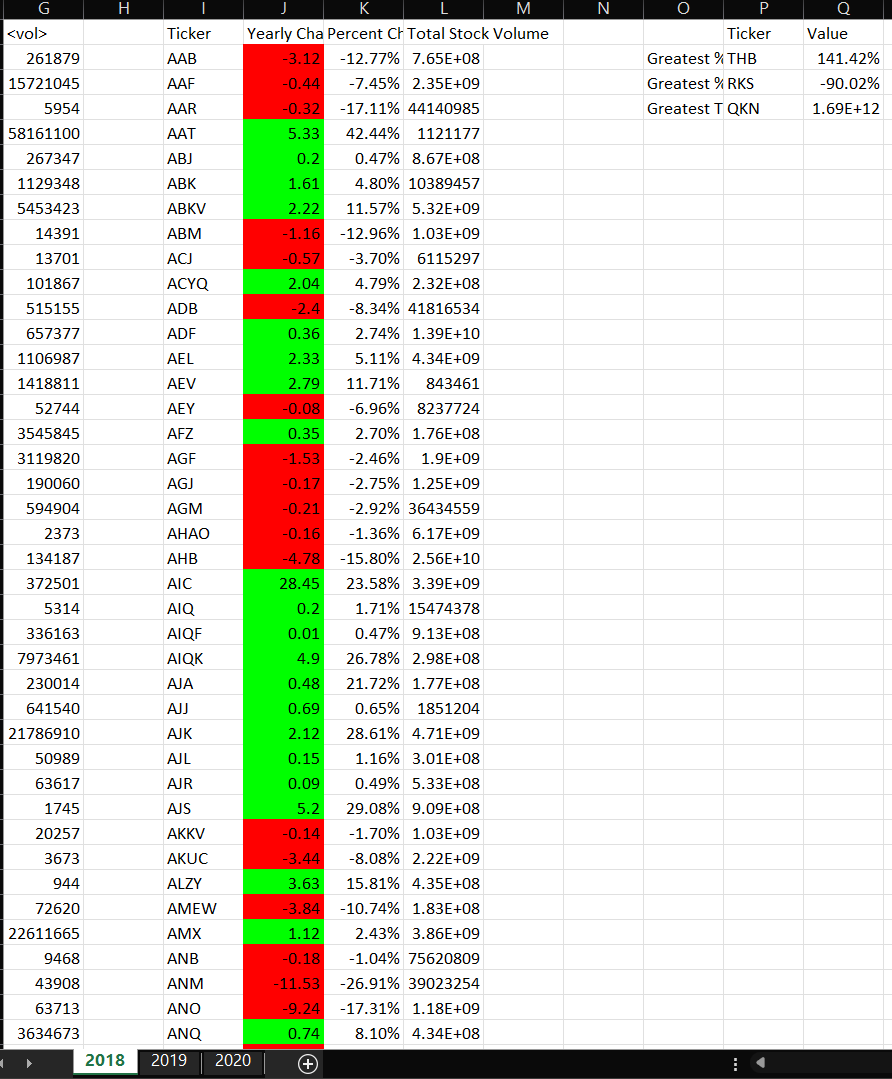 G H I J K L M N O P Q
<vol> Ticker Yearly Cha Percent Ch Total Stock Volume Ticker Value
261879 AAB -3.12 -12.77% 7.65E+08 Greatest % THB 141.42%
15721045 AAF -0.44 -7.45% 2.35E+09 Greatest % RKS -90.02%
5954 AAR -0.32 -17.11% 44140985 Greatest T QKN 1.69E+12
58161100 AAT 5.33 42.44% 1121177
267347 ABJ 0.2 0.47% 8.67E+08
1129348 ABK 1.61 4.80% 10389457
5453423 ABKV 2.22 11.57% 5.32E+09
14391 ABM -1.16 -12.96% 1.03E+09
13701 ACJ -0.57 -3.70% 6115297
101867 ACYQ 2.04 4.79% 2.32E+08
515155 ADB -2.4 -8.34% 41816534
657377 ADF 0.36 2.74% 1.39E+10
1106987 AEL 2.33 5.11% 4.34E+09
1418811 AEV 2.79 11.71% 843461
52744 AEY -0.08 -6.96% 8237724
3545845 AFZ 0.35 2.70% 1.76E+08
3119820 AGF -1.53 -2.46% 1.9E+09
190060 AGJ -0.17 -2.75% 1.25E+09
594904 AGM -0.21 -2.92% 36434559
2373 AHAO -0.16 -1.36% 6.17E+09
134187 AHB -4.78 -15.80% 2.56E+10
372501 AIC 28.45 23.58% 3.39E+09
5314 AIQ 0.2 1.71% 15474378
336163 AIQF 0.01 0.47% 9.13E+08
7973461 AIQK 4.9 26.78% 2.98E+08
230014 AJA 0.48 21.72% 1.77E+08
641540 AJJ 0.69 0.65% 1851204
21786910 AJK 2.12 28.61% 4.71E+09
50989 AJL 0.15 1.16% 3.01E+08
63617 AJR 0.09 0.49% 5.33E+08
1745 AJS 5.2 29.08% 9.09E+08
20257 AKKV -0.14 -1.70% 1.03E+09
3673 AKUC -3.44 -8.08% 2.22E+09
944 ALZY 3.63 15.81% 4.35E+08
72620 AMEW -3.84 -10.74% 1.83E+08
22611665 AMX 1.12 2.43% 3.86E+09
9468 ANB -0.18 -1.04% 75620809
43908 ANM -11.53 -26.91% 39023254
63713 ANO -9.24 -17.31% 1.18E+09
3634673 ANQ 0.74 8.10% 4.34E+08
2018 2019 2020